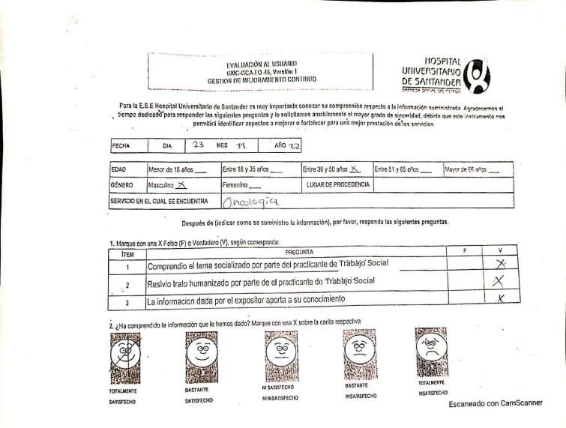 EVALUACIÓN AL USUARIO
GMC-GCA-FO-46, Versión 1
GESTIÓN DE MEJORAMIENTO CONTINUO
HOSPITAL
UNIVERSITARIO
DE SANTANDER
EMPRESA SOCIAL DEL ESTADO
Para la E.S.E Hospital Universitario de Santander es muy importante conocer su comprensión respecto a la información suministrada. Agradecemos el
tiempo dedicado para responder las siguientes preguntas y le solicitamos amablemente el mayor grado de sinceridad, debido que este instrumento nos
permitirá identificar aspectos a mejorar o fortalecer para una mejor prestación de los servicios.
FECHA DIA 23 MES 11 AÑO 22
EDAD Menor de 18 años ___ Entre 18 y 35 años ___ Entre 36 y 50 años X Entre 51 y 65 años ___ Mayor de años ___
GÉNERO Masculino X Femenino ___ LUGAR DE PROCEDENCIA
SERVICIO EN EL CUAL SE ENCUENTRA Oncología
Después de (indicar como se suministro la información), por favor, responda las siguientes preguntas.
1. Marque con una X Falso (F) o Verdadero (V), según corresponda:
ÍTEM PREGUNTA F V
1 Comprendio el tema socializado por parte del practicante de Trabajo Social X
2 Resivio trato humanizado por parte de el practicante de Trabajo Social X
3 La informacion dada por el expositor aporta a su conocimiento X
2. ¿Ha comprendido la información que le hemos dado? Marque con una X sobre la carita respectiva
TOTALMENTE SATISFECHO
BASTANTE SATISFECHO
NI SATISFECHO NI INSATISFECHO
BASTANTE INSATISFECHO
TOTALMENTE INSATISFECHO
Escaneado con CamScanner